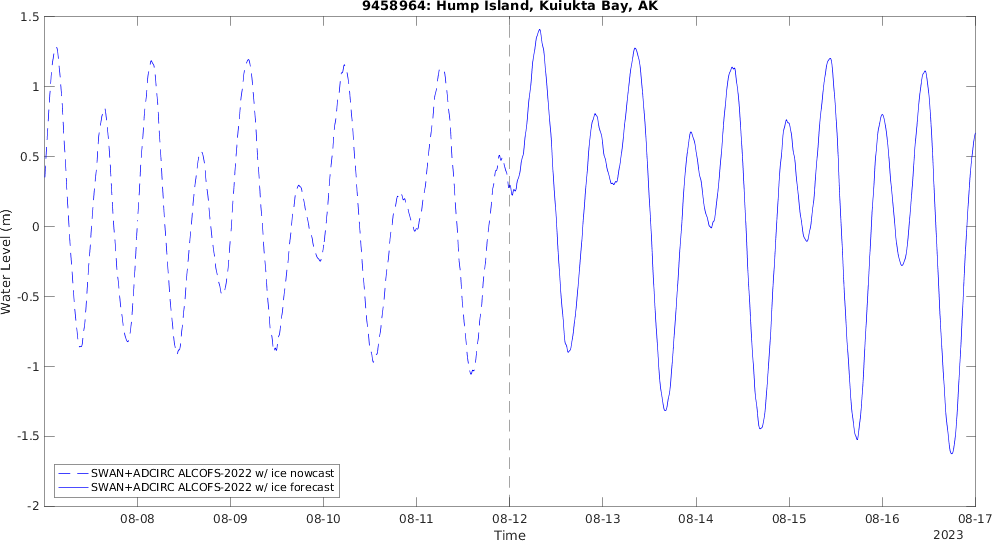 9458964: Hump Island, Kuiukta Bay, AK
1.5
1
0.5
0
-0.5
-1
-1.5
-2
Water Level (m)
SWAN+ADCIRC ALCOFS-2022 w/ ice nowcast
SWAN+ADCIRC ALCOFS-2022 w/ ice forecast
08-08 08-09 08-10 08-11 08-12 08-13 08-14 08-15 08-16 08-17
Time
2023